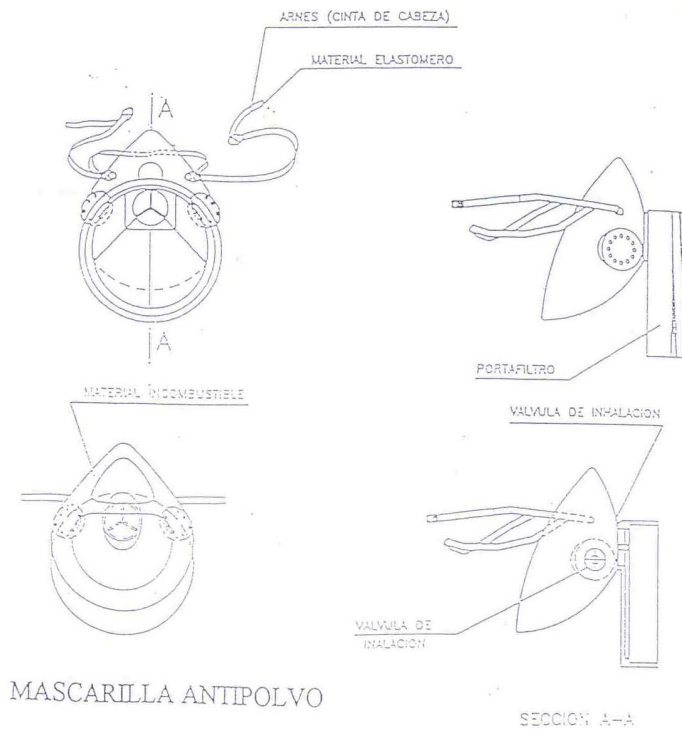 ARNES (CINTA DE CABEZA)
MATERIAL ELASTOMERO
A
A
PORTAFILTRO
MATERIAL INCOMBUSTIBLE
VALVULA DE INHALACION
VALVULA DE
INALACION
MASCARILLA ANTIPOLVO
SECCION A-A